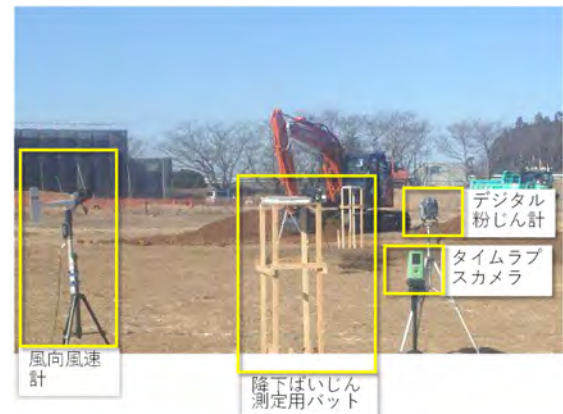 デジタル
粉じん計
タイムラプ
スカメラ
風向風速
計
降下ばいじん
測定用バット